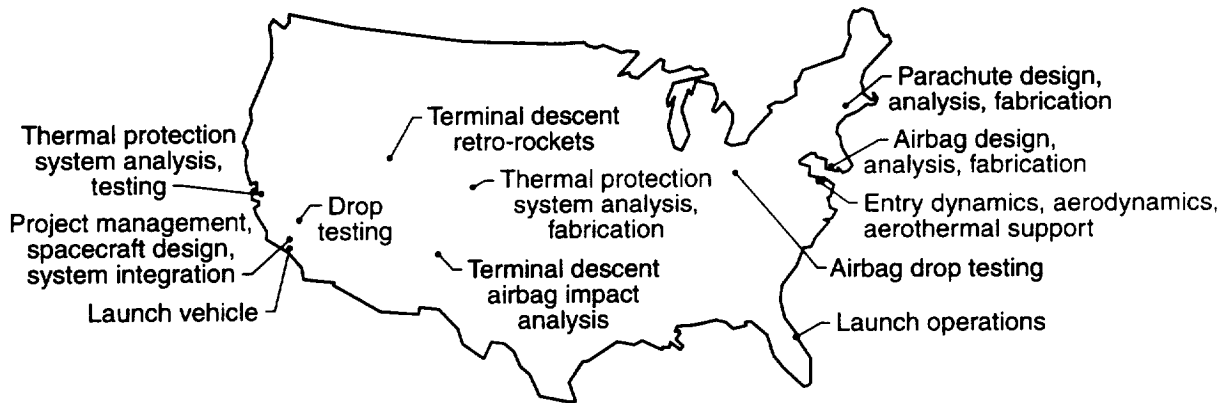 Parachute design,
analysis, fabrication
Terminal descent
retro-rockets
Thermal protection
system analysis,
testing
Airbag design,
analysis, fabrication
Thermal protection
system analysis,
fabrication
Entry dynamics, aerodynamics,
aerothermal support
Drop
testing
Project management,
spacecraft design,
system integration
Terminal descent
airbag impact
analysis
Airbag drop testing
Launch vehicle
Launch operations